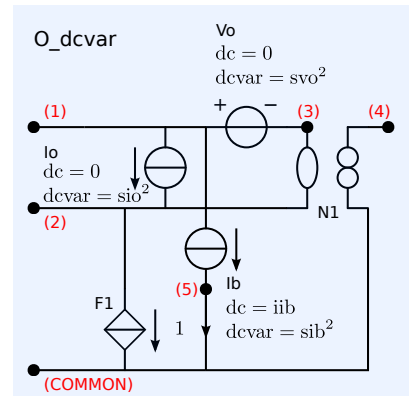 O_dcvar
Vo
dc = 0
dcvar = svo²
+ −
(1)
(3)
(4)
Io
dc = 0
dcvar = sio²
N1
(2)
(5)
Ib
dc = iib
dcvar = sib²
F1
1
(COMMON)